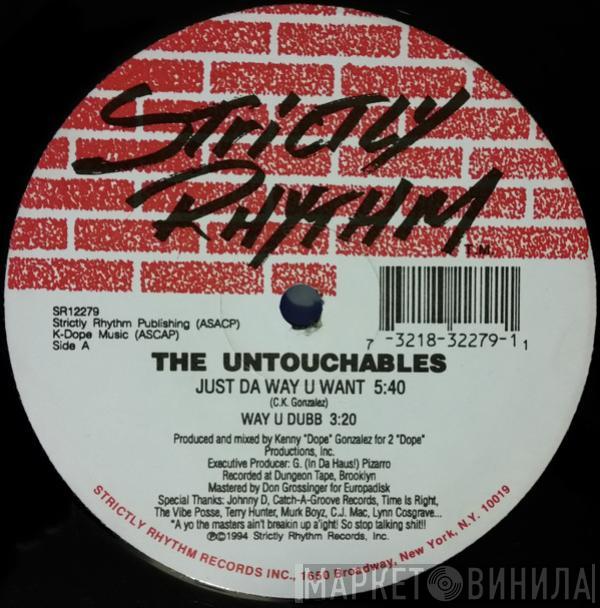 STRICTLY
RHYTHM
T.M.
SR12279
Strictly Rhythm Publishing (ASACP)
K-Dope Music (ASCAP)
Side A
7 -3218-32279-1 1
THE UNTOUCHABLES
JUST DA WAY U WANT 5:40
(C.K. Gonzalez)
WAY U DUBB 3:20
Produced and mixed by Kenny "Dope" Gonzalez for 2 "Dope"
Productions, Inc.
Executive Producer: G. (In Da Haus!) Pizarro
Recorded at Dungeon Tape, Brooklyn
Mastered by Don Grossinger for Europadisk
Special Thanks: Johnny D, Catch-A-Groove Records, Time Is Right,
The Vibe Posse, Terry Hunter, Murk Boyz, C.J. Mac, Lynn Cosgrave...
"A yo the masters ain't breakin up a'ight! So stop talking shit!!
℗©1994 Strictly Rhythm Records, Inc.
STRICTLY RHYTHM RECORDS INC., 1650 Broadway, New York, N.Y. 10019
МАРКЕТ ВИНИЛА